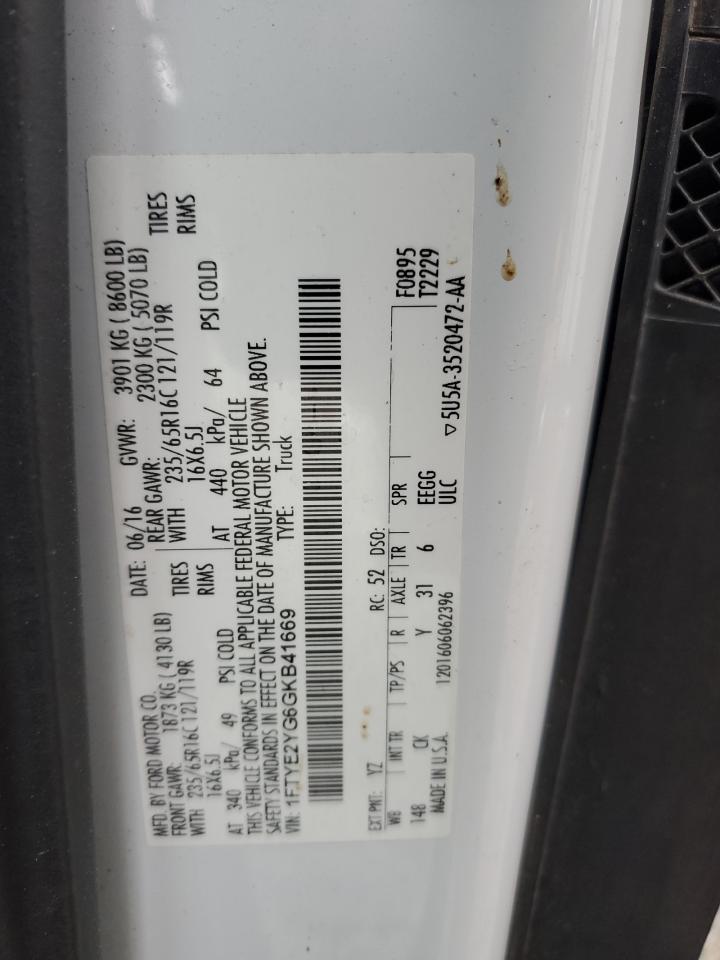 MFD. BY FORD MOTOR CO.
DATE: 06/16 GVWR: 3901 KG ( 8600 LB)
FRONT GAWR: 1873 KG ( 4130 LB) REAR GAWR: 2300 KG ( 5070 LB)
WITH 235/65R16C 121/119R TIRES WITH 235/65R16C 121/119R TIRES
16X6.5J RIMS 16X6.5J RIMS
AT 340 kPa/ 49 PSI COLD AT 440 kPa/ 64 PSI COLD
THIS VEHICLE CONFORMS TO ALL APPLICABLE FEDERAL MOTOR VEHICLE
SAFETY STANDARDS IN EFFECT ON THE DATE OF MANUFACTURE SHOWN ABOVE.
VIN: 1FTYE2YG6GKB41669 TYPE: Truck
EXT PNT: YZ RC: 52 DSO:
WB INT TR TP/PS R AXLE TR SPR F0895
148 CK Y 31 6 EEGG T2229
MADE IN U.S.A. 1201606062396 ULC
▽ 5U5A-3520472-AA